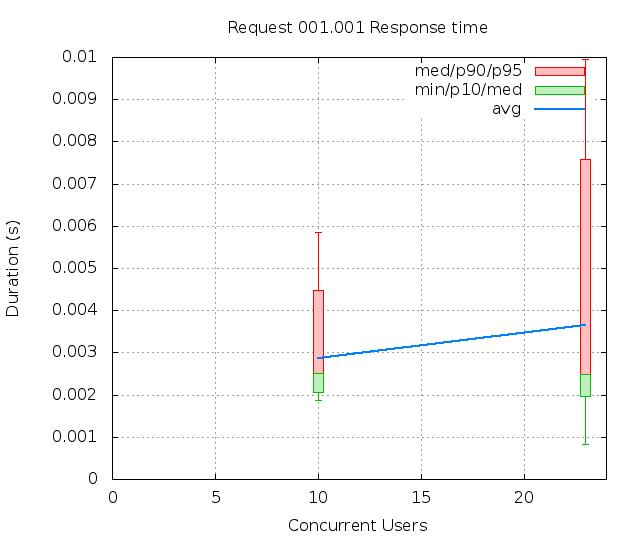 Request 001.001 Response time
med/p90/p95
min/p10/med
avg
0.01
0.009
0.008
0.007
0.006
0.005
0.004
0.003
0.002
0.001
0
Duration (s)
0 5 10 15 20
Concurrent Users